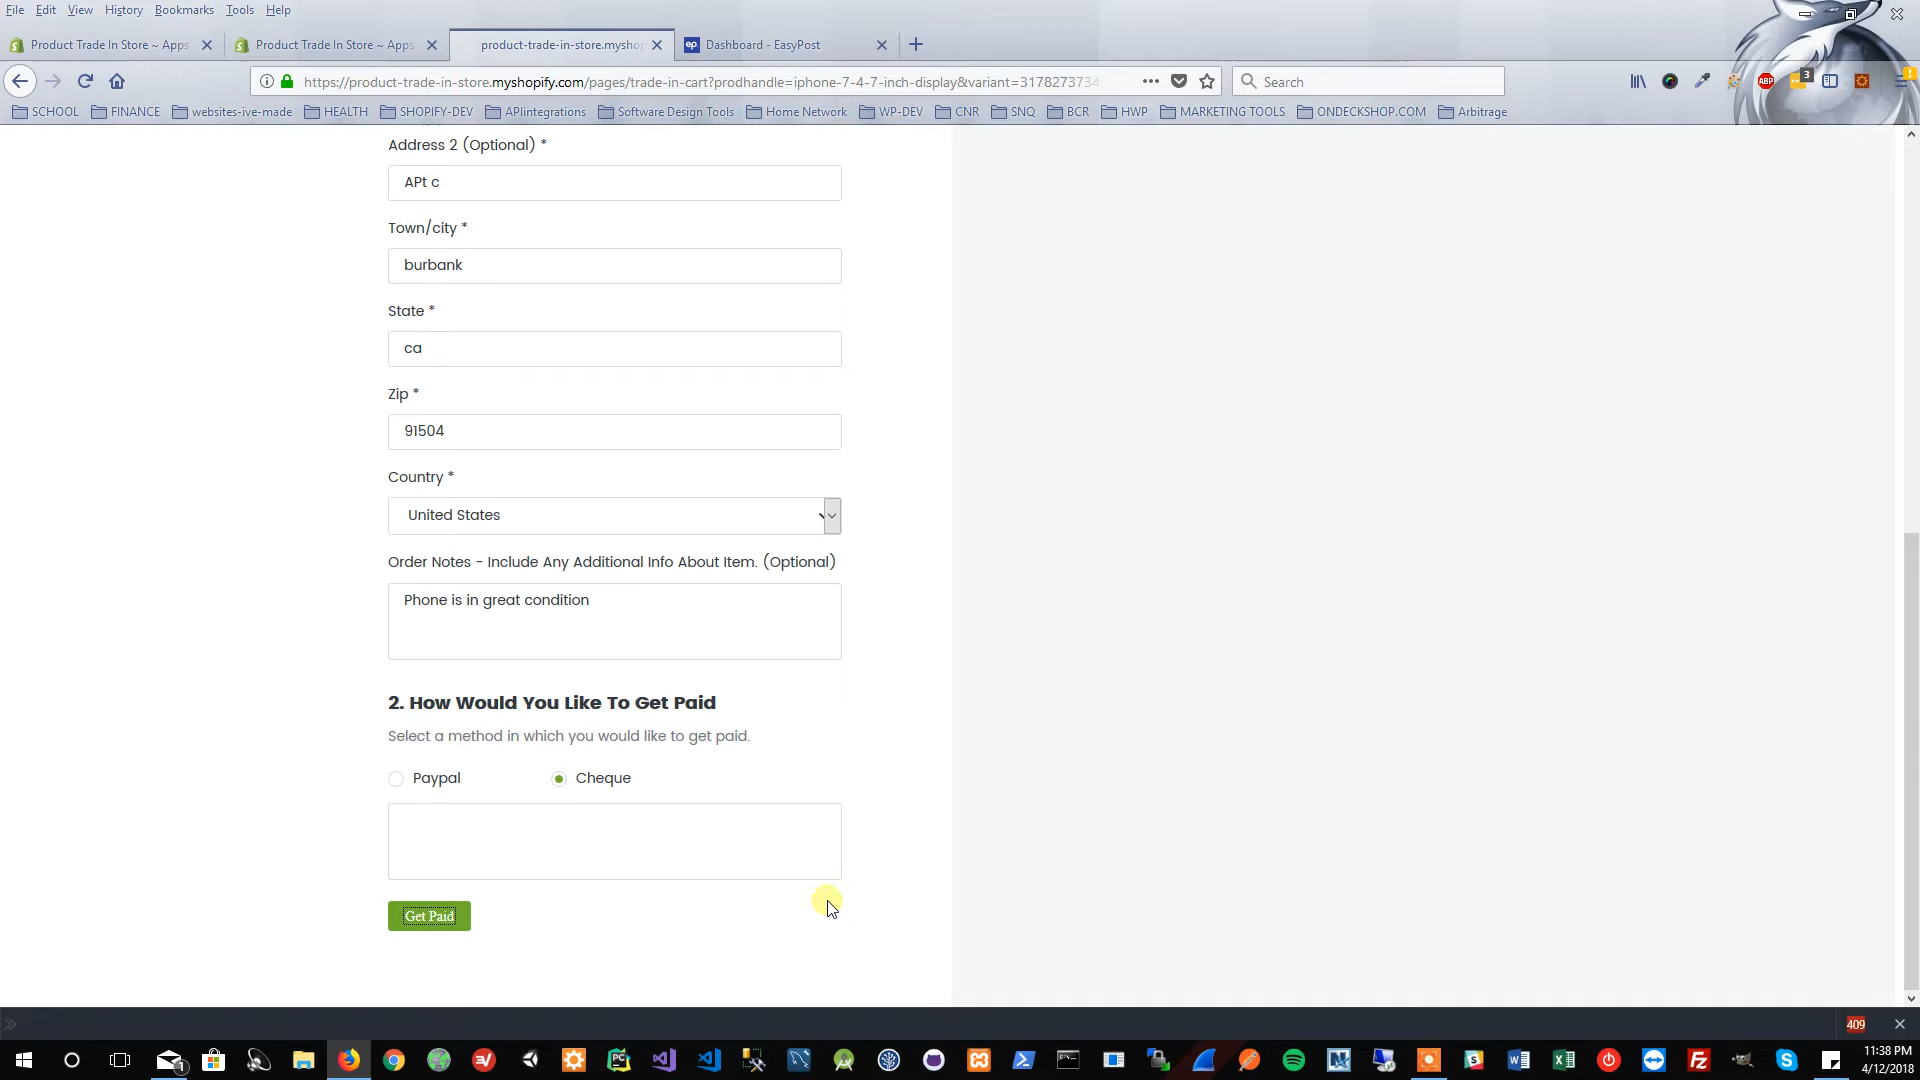 File Edit View History Bookmarks Tools Help
Product Trade In Store ~ Apps
Product Trade In Store ~ Apps
product-trade-in-store.mysho
ep Dashboard - EasyPost
https://product-trade-in-store.myshopify.com/pages/trade-in-cart?prodhandle=iphone-7-4-7-inch-display&variant=317827373
Search
ABP
3
SCHOOL FINANCE websites-ive-made HEALTH SHOPIFY-DEV APIintegrations Software Design Tools Home Network WP-DEV CNR SNQ BCR HWP MARKETING TOOLS ONDECKSHOP.COM Arbitrage
Address 2 (Optional) *
APt c
Town/city *
burbank
State *
ca
Zip *
91504
Country *
United States
Order Notes - Include Any Additional Info About Item. (Optional)
Phone is in great condition
2. How Would You Like To Get Paid
Select a method in which you would like to get paid.
Paypal Cheque
Get Paid
409
11:38 PM
4/12/2018